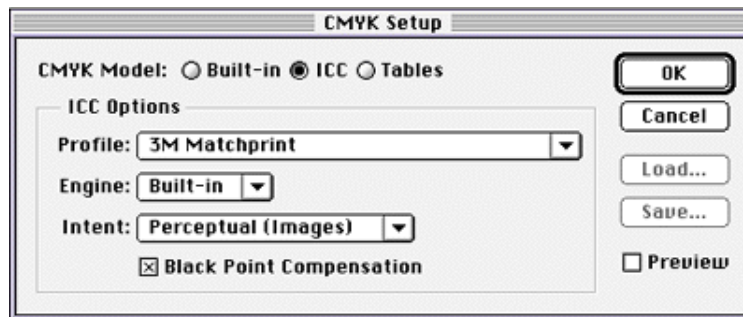 CMYK Setup
CMYK Model: Built-in ICC Tables
OK
ICC Options
Cancel
Profile: 3M Matchprint
Load...
Engine: Built-in
Save...
Intent: Perceptual (Images)
Black Point Compensation
Preview